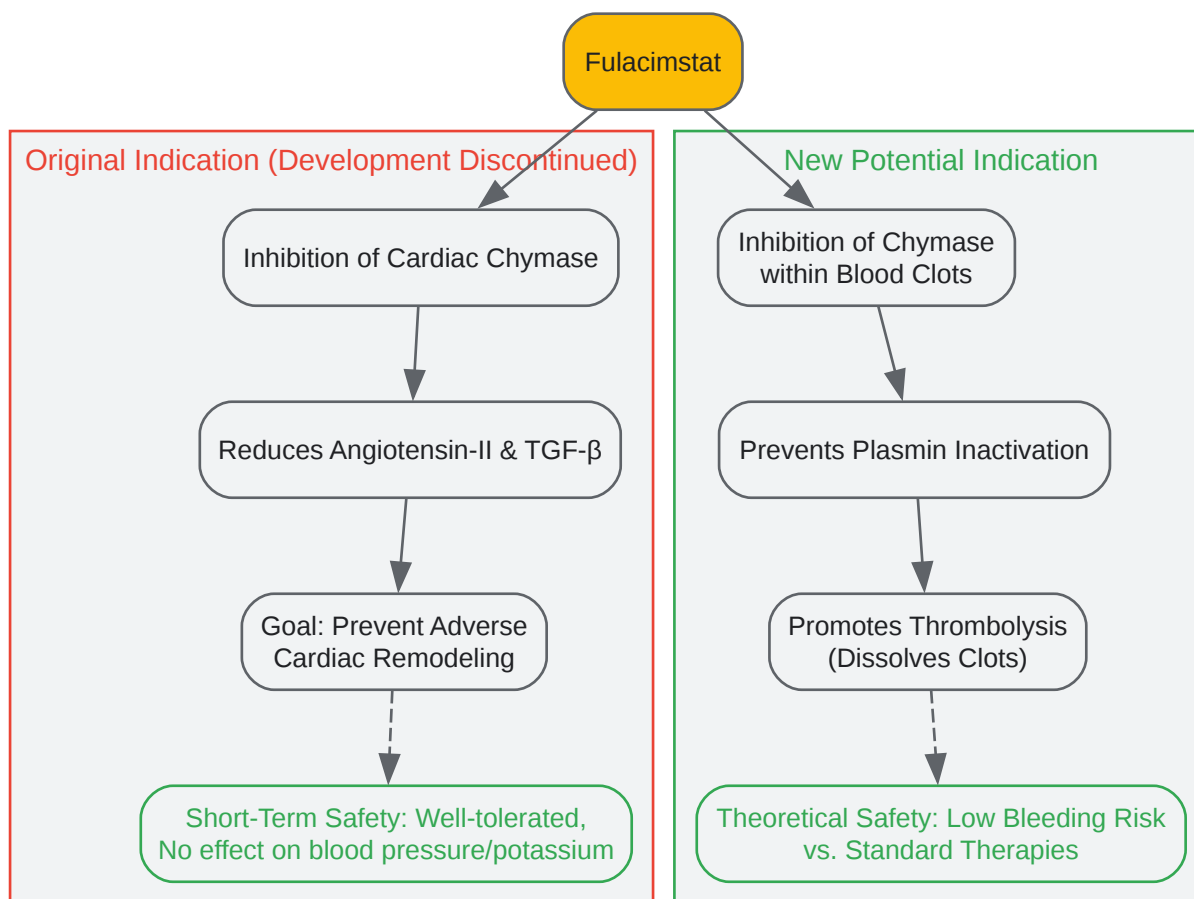 Fulacimstat
Original Indication (Development Discontinued)
Inhibition of Cardiac Chymase
Reduces Angiotensin-II & TGF-β
Goal: Prevent Adverse
Cardiac Remodeling
Short-Term Safety: Well-tolerated,
No effect on blood pressure/potassium
New Potential Indication
Inhibition of Chymase
within Blood Clots
Prevents Plasmin Inactivation
Promotes Thrombolysis
(Dissolves Clots)
Theoretical Safety: Low Bleeding Risk
vs. Standard Therapies